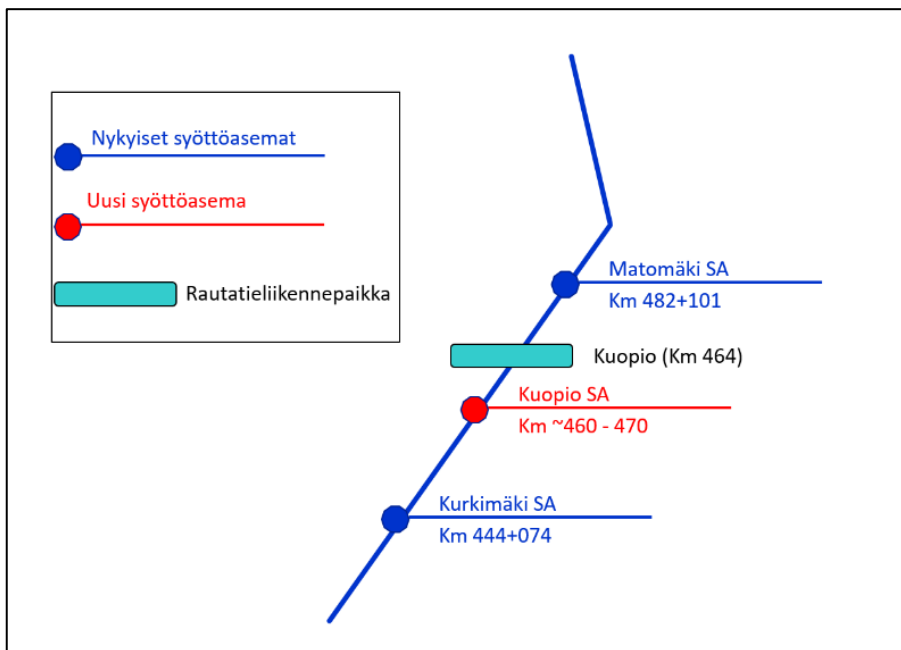 Nykyiset syöttöasemat
Uusi syöttöasema
Rautatieliikennepaikka
Matomäki SA
Km 482+101
Kuopio (Km 464)
Kuopio SA
Km ~460 - 470
Kurkimäki SA
Km 444+074